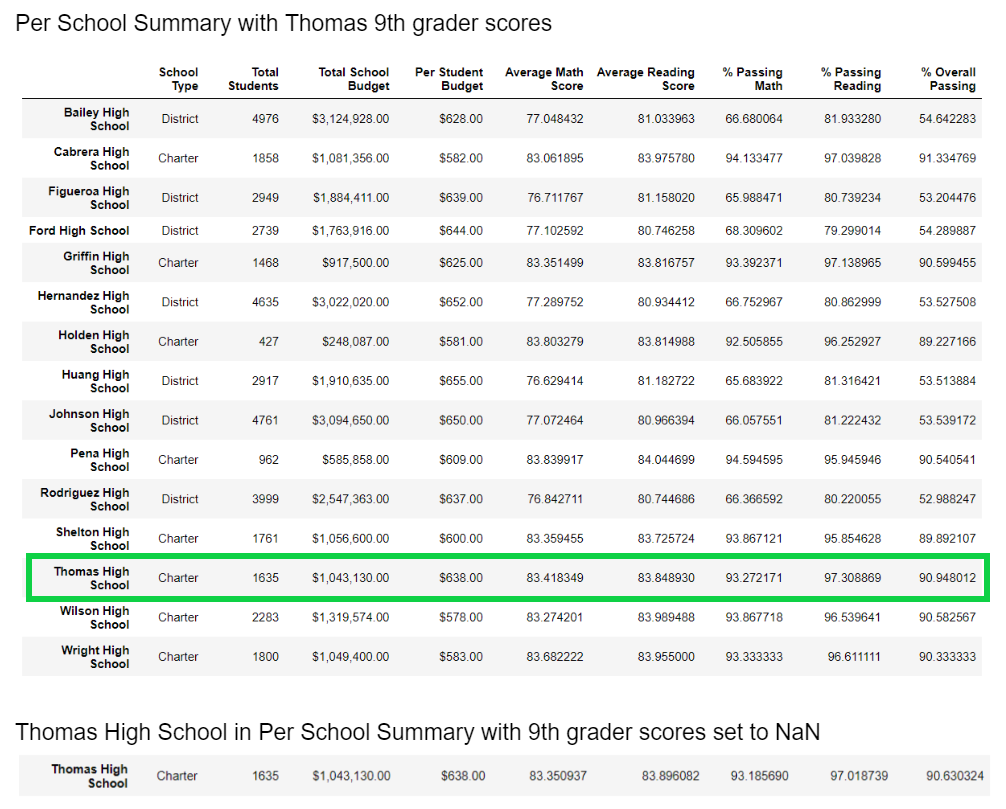 Per School Summary with Thomas 9th grader scores
School Type Total Students Total School Budget Per Student Budget Average Math Score Average Reading Score % Passing Math % Passing Reading % Overall Passing
Bailey High School District 4976 $3,124,928.00 $628.00 77.048432 81.033963 66.680064 81.933280 54.642283
Cabrera High School Charter 1858 $1,081,356.00 $582.00 83.061895 83.975780 94.133477 97.039828 91.334769
Figueroa High School District 2949 $1,884,411.00 $639.00 76.711767 81.158020 65.988471 80.739234 53.204476
Ford High School District 2739 $1,763,916.00 $644.00 77.102592 80.746258 68.309602 79.299014 54.289887
Griffin High School Charter 1468 $917,500.00 $625.00 83.351499 83.816757 93.392371 97.138965 90.599455
Hernandez High School District 4635 $3,022,020.00 $652.00 77.289752 80.934412 66.752967 80.862999 53.527508
Holden High School Charter 427 $248,087.00 $581.00 83.803279 83.814988 92.505855 96.252927 89.227166
Huang High School District 2917 $1,910,635.00 $655.00 76.629414 81.182722 65.683922 81.316421 53.513884
Johnson High School District 4761 $3,094,650.00 $650.00 77.072464 80.966394 66.057551 81.222432 53.539172
Pena High School Charter 962 $585,858.00 $609.00 83.839917 84.044699 94.594595 95.945946 90.540541
Rodriguez High School District 3999 $2,547,363.00 $637.00 76.842711 80.744686 66.366592 80.220055 52.988247
Shelton High School Charter 1761 $1,056,600.00 $600.00 83.359455 83.725724 93.867121 95.854628 89.892107
Thomas High School Charter 1635 $1,043,130.00 $638.00 83.418349 83.848930 93.272171 97.308869 90.948012
Wilson High School Charter 2283 $1,319,574.00 $578.00 83.274201 83.989488 93.867718 96.539641 90.582567
Wright High School Charter 1800 $1,049,400.00 $583.00 83.682222 83.955000 93.333333 96.611111 90.333333
Thomas High School in Per School Summary with 9th grader scores set to NaN
Thomas High School Charter 1635 $1,043,130.00 $638.00 83.350937 83.896082 93.185690 97.018739 90.630324